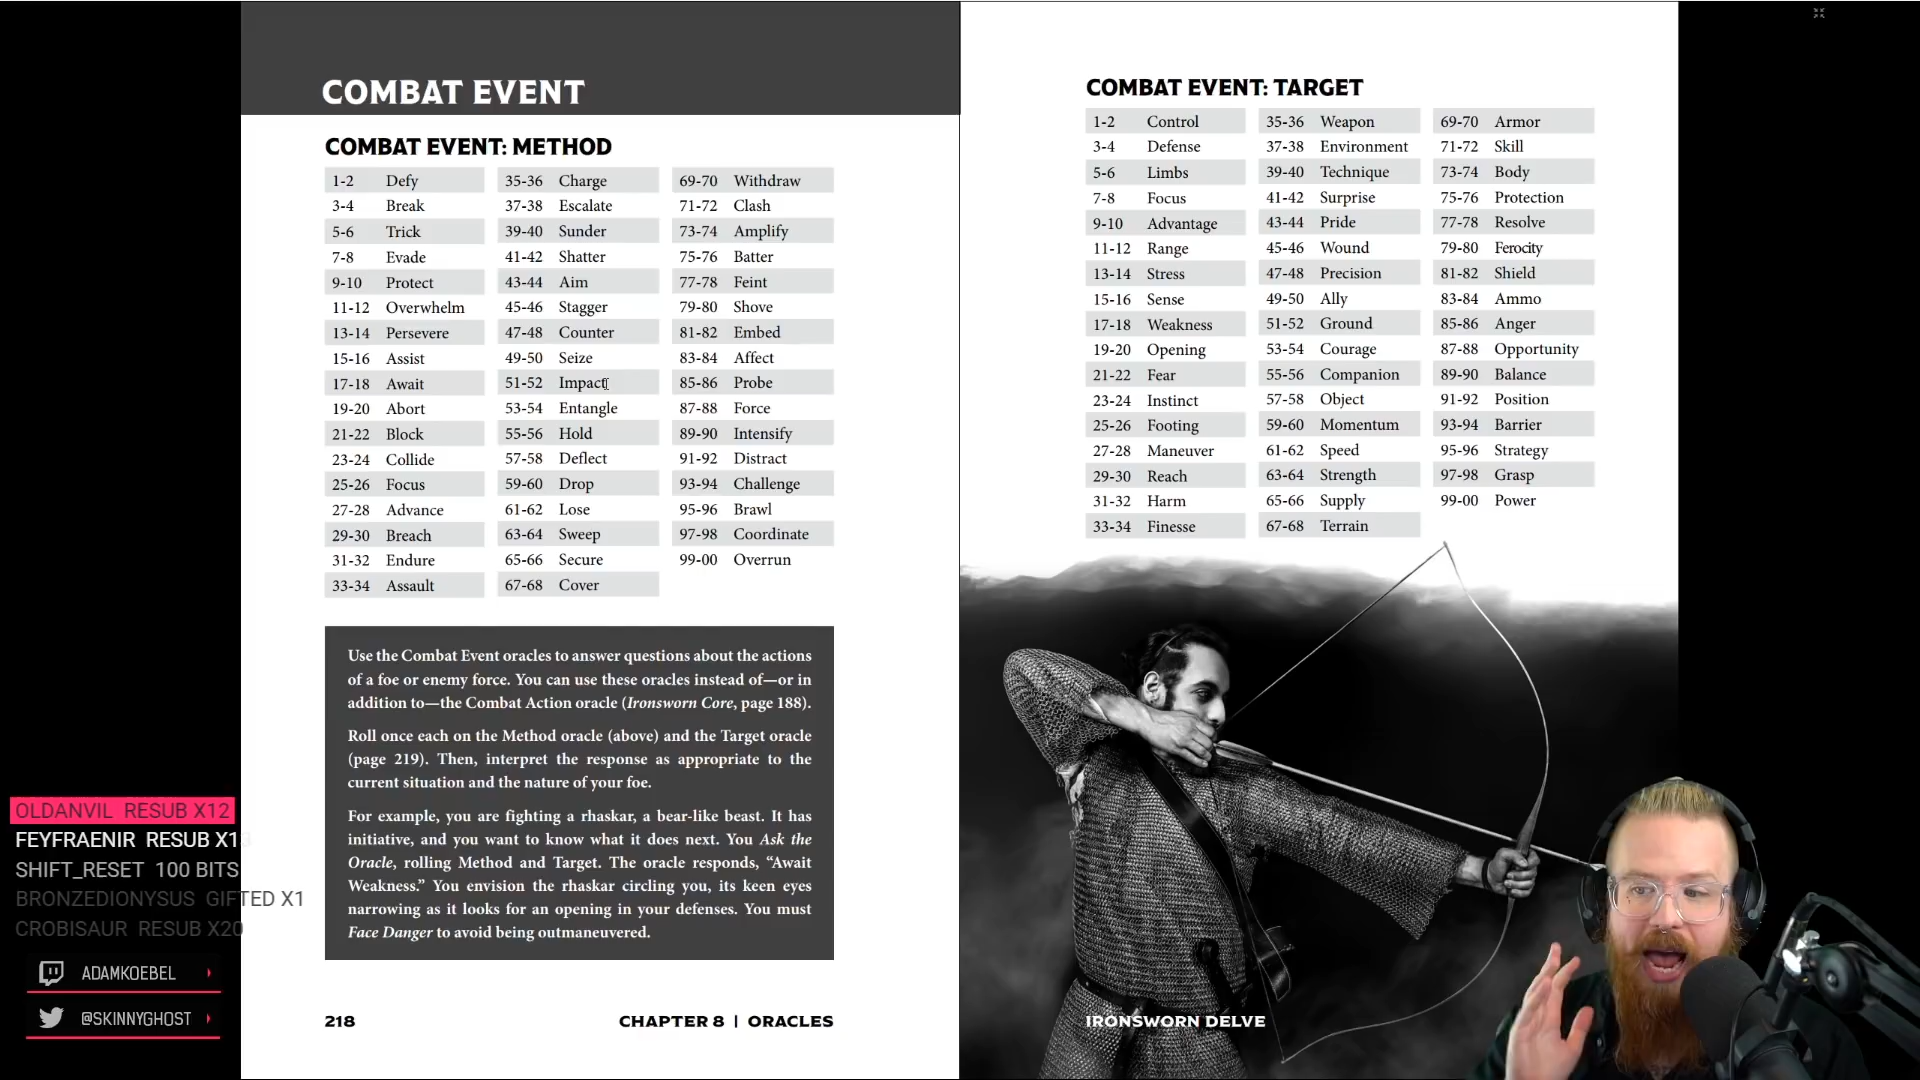 COMBAT EVENT
COMBAT EVENT: METHOD
1-2 Defy
3-4 Break
5-6 Trick
7-8 Evade
9-10 Protect
11-12 Overwhelm
13-14 Persevere
15-16 Assist
17-18 Await
19-20 Abort
21-22 Block
23-24 Collide
25-26 Focus
27-28 Advance
29-30 Breach
31-32 Endure
33-34 Assault
35-36 Charge
37-38 Escalate
39-40 Sunder
41-42 Shatter
43-44 Aim
45-46 Stagger
47-48 Counter
49-50 Seize
51-52 Impact
53-54 Entangle
55-56 Hold
57-58 Deflect
59-60 Drop
61-62 Lose
63-64 Sweep
65-66 Secure
67-68 Cover
69-70 Withdraw
71-72 Clash
73-74 Amplify
75-76 Batter
77-78 Feint
79-80 Shove
81-82 Embed
83-84 Affect
85-86 Probe
87-88 Force
89-90 Intensify
91-92 Distract
93-94 Challenge
95-96 Brawl
97-98 Coordinate
99-00 Overrun
Use the Combat Event oracles to answer questions about the actions
of a foe or enemy force. You can use these oracles instead of—or in
addition to—the Combat Action oracle (Ironsworn Core, page 188).
Roll once each on the Method oracle (above) and the Target oracle
(page 219). Then, interpret the response as appropriate to the
current situation and the nature of your foe.
For example, you are fighting a rhaskar, a bear-like beast. It has
initiative, and you want to know what it does next. You Ask the
Oracle, rolling Method and Target. The oracle responds, “Await
Weakness.” You envision the rhaskar circling you, its keen eyes
narrowing as it looks for an opening in your defenses. You must
Face Danger to avoid being outmaneuvered.
218
CHAPTER 8 | ORACLES
COMBAT EVENT: TARGET
1-2 Control
3-4 Defense
5-6 Limbs
7-8 Focus
9-10 Advantage
11-12 Range
13-14 Stress
15-16 Sense
17-18 Weakness
19-20 Opening
21-22 Fear
23-24 Instinct
25-26 Footing
27-28 Maneuver
29-30 Reach
31-32 Harm
33-34 Finesse
35-36 Weapon
37-38 Environment
39-40 Technique
41-42 Surprise
43-44 Pride
45-46 Wound
47-48 Precision
49-50 Ally
51-52 Ground
53-54 Courage
55-56 Companion
57-58 Object
59-60 Momentum
61-62 Speed
63-64 Strength
65-66 Supply
67-68 Terrain
69-70 Armor
71-72 Skill
73-74 Body
75-76 Protection
77-78 Resolve
79-80 Ferocity
81-82 Shield
83-84 Ammo
85-86 Anger
87-88 Opportunity
89-90 Balance
91-92 Position
93-94 Barrier
95-96 Strategy
97-98 Grasp
99-00 Power
IRONSWORN DELVE
OLDANVIL RESUB X12
FEYFRAENIR RESUB
SHIFT_RESET 100 BITS
BRONZEDIONYSUS GIFTED X1
CROBISAUR RESUB X20
ADAMKOEBEL
@SKINNYGHOST